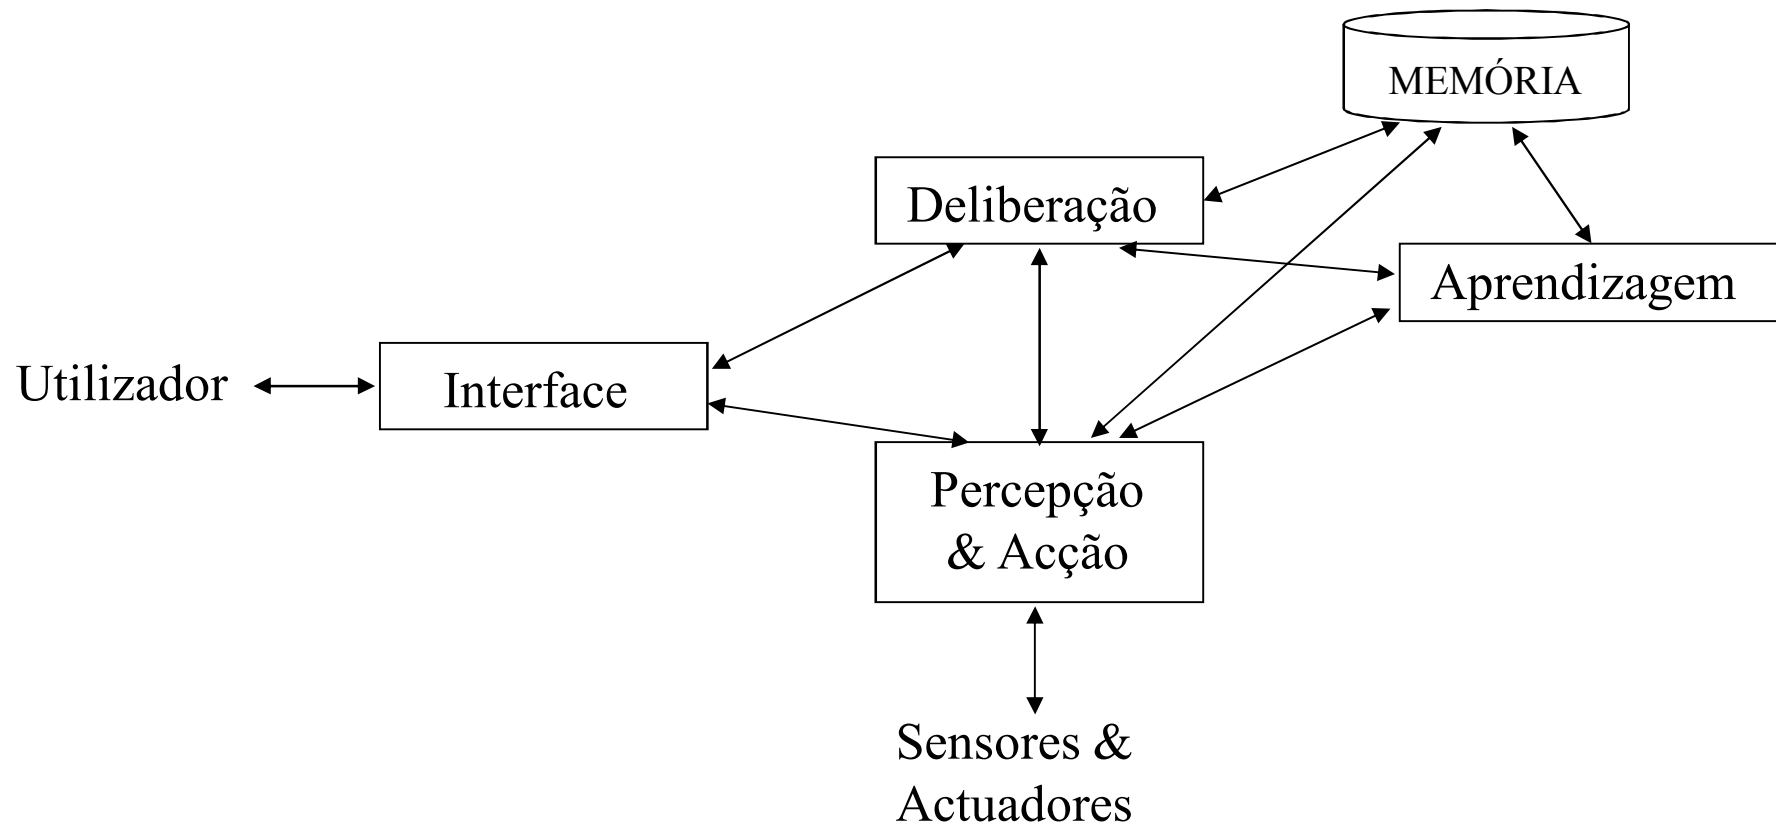 MEMÓRIA
Deliberação
Aprendizagem
Utilizador
Interface
Percepção
& Acção
Sensores &
Actuadores